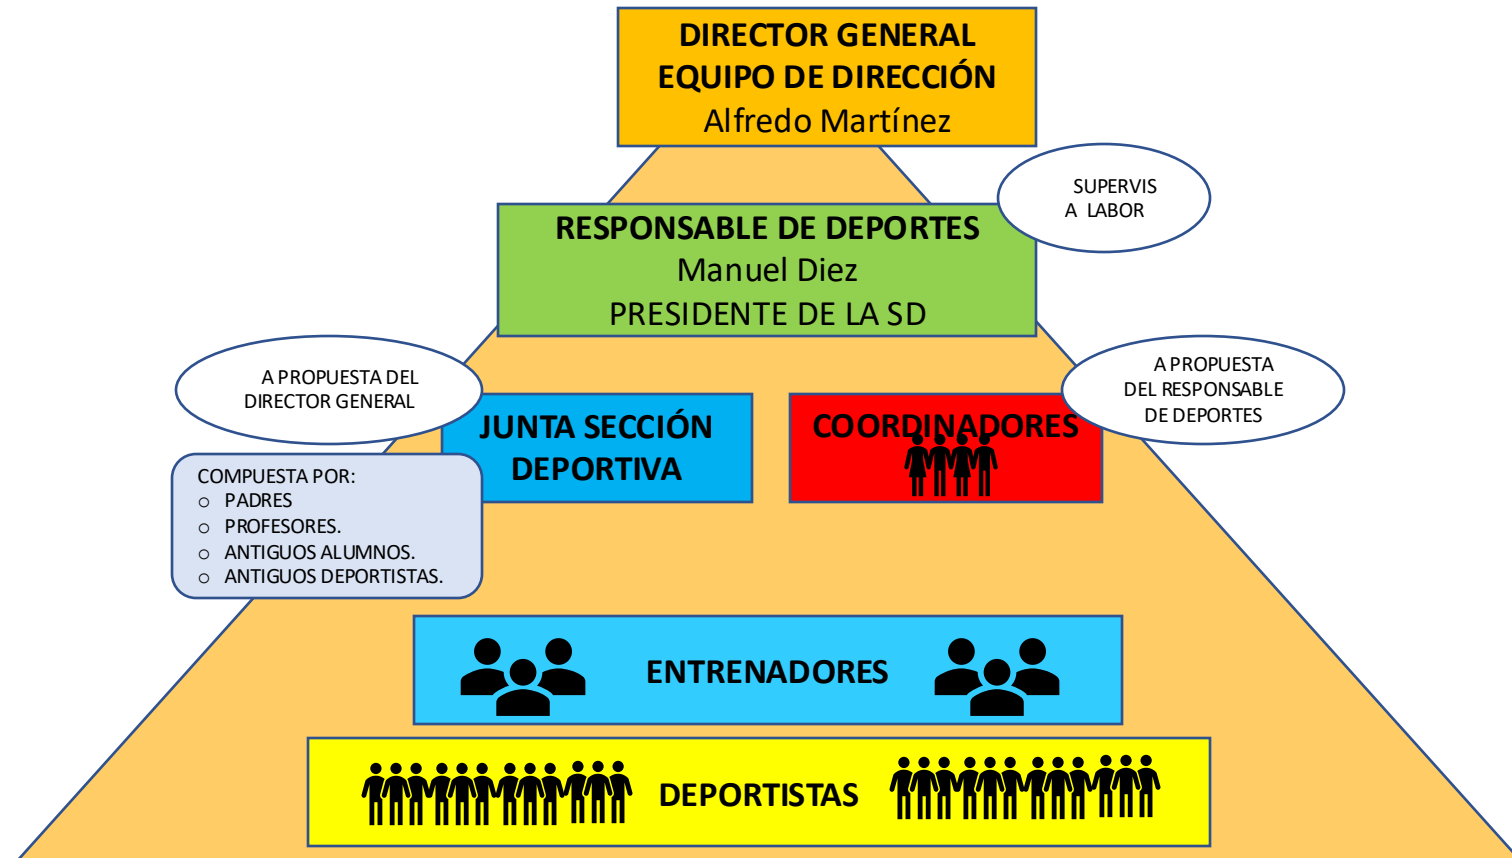 DIRECTOR GENERAL
EQUIPO DE DIRECCIÓN
Alfredo Martínez
SUPERVIS
A LABOR
RESPONSABLE DE DEPORTES
Manuel Diez
PRESIDENTE DE LA SD
A PROPUESTA DEL
DIRECTOR GENERAL
A PROPUESTA
DEL RESPONSABLE
DE DEPORTES
JUNTA SECCIÓN
DEPORTIVA
COORDINADORES
COMPUESTA POR:
o PADRES
o PROFESORES.
o ANTIGUOS ALUMNOS.
o ANTIGUOS DEPORTISTAS.
ENTRENADORES
DEPORTISTAS